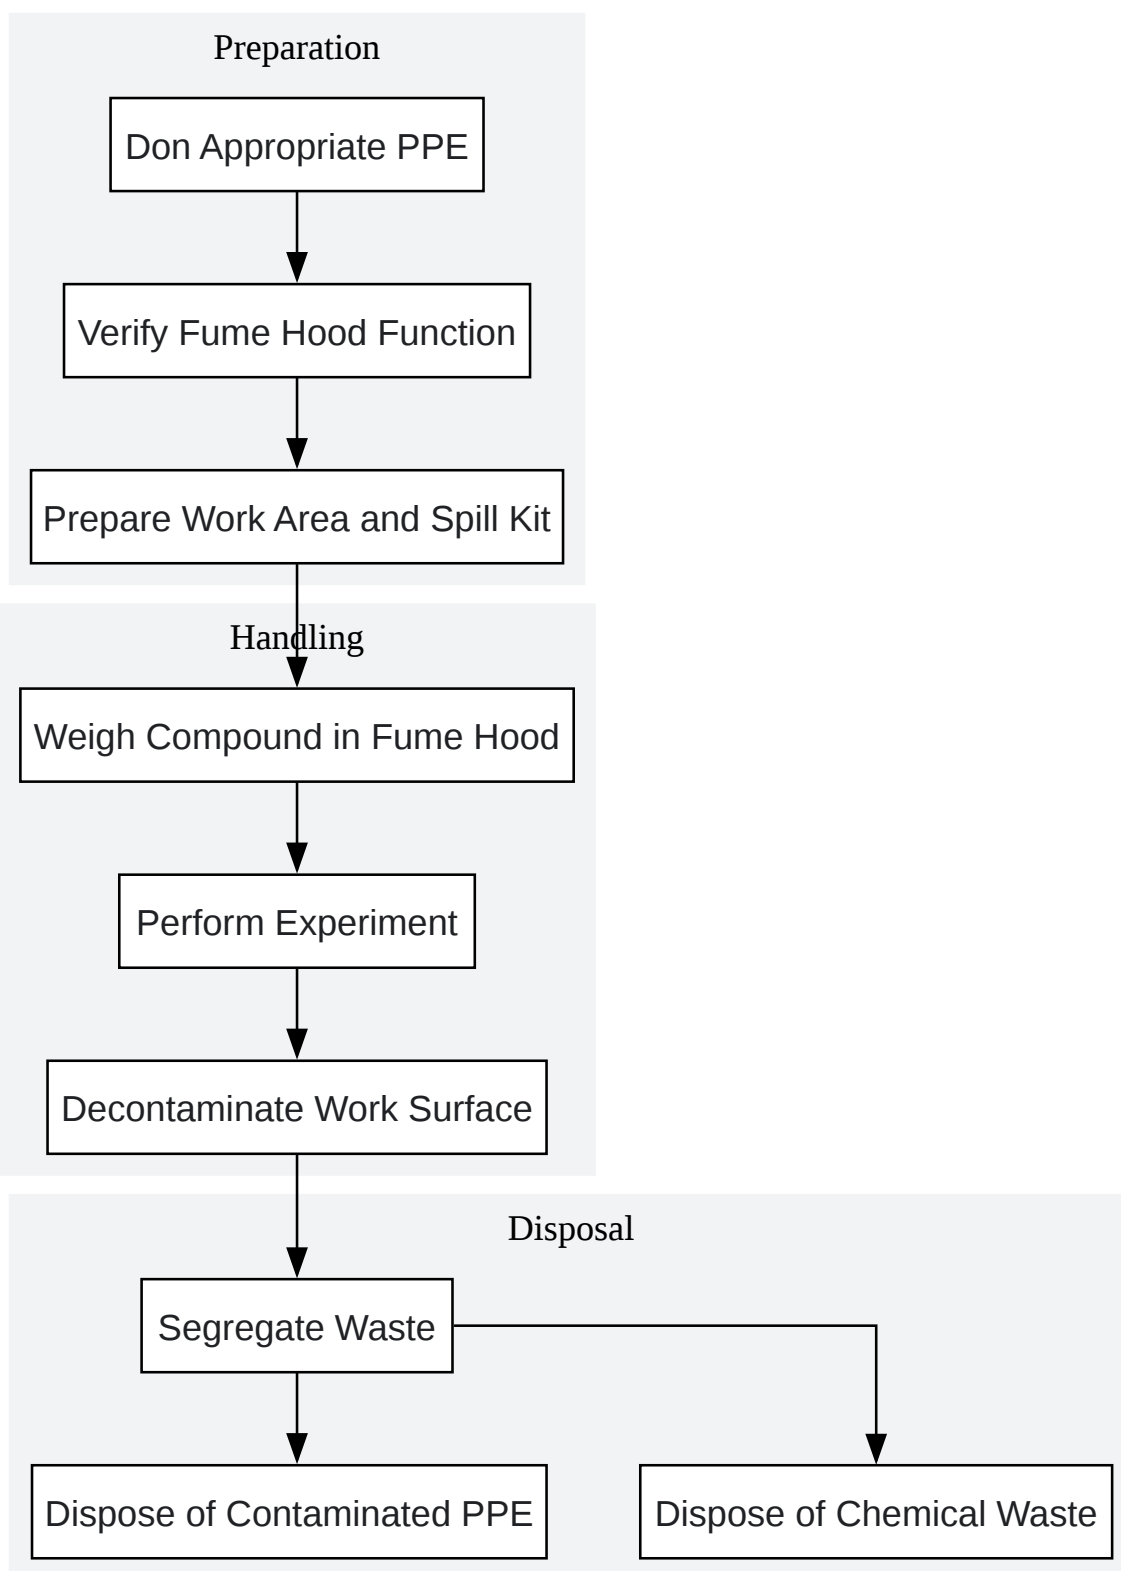 Preparation
Don Appropriate PPE
Verify Fume Hood Function
Prepare Work Area and Spill Kit
Handling
Weigh Compound in Fume Hood
Perform Experiment
Decontaminate Work Surface
Disposal
Segregate Waste
Dispose of Contaminated PPE
Dispose of Chemical Waste